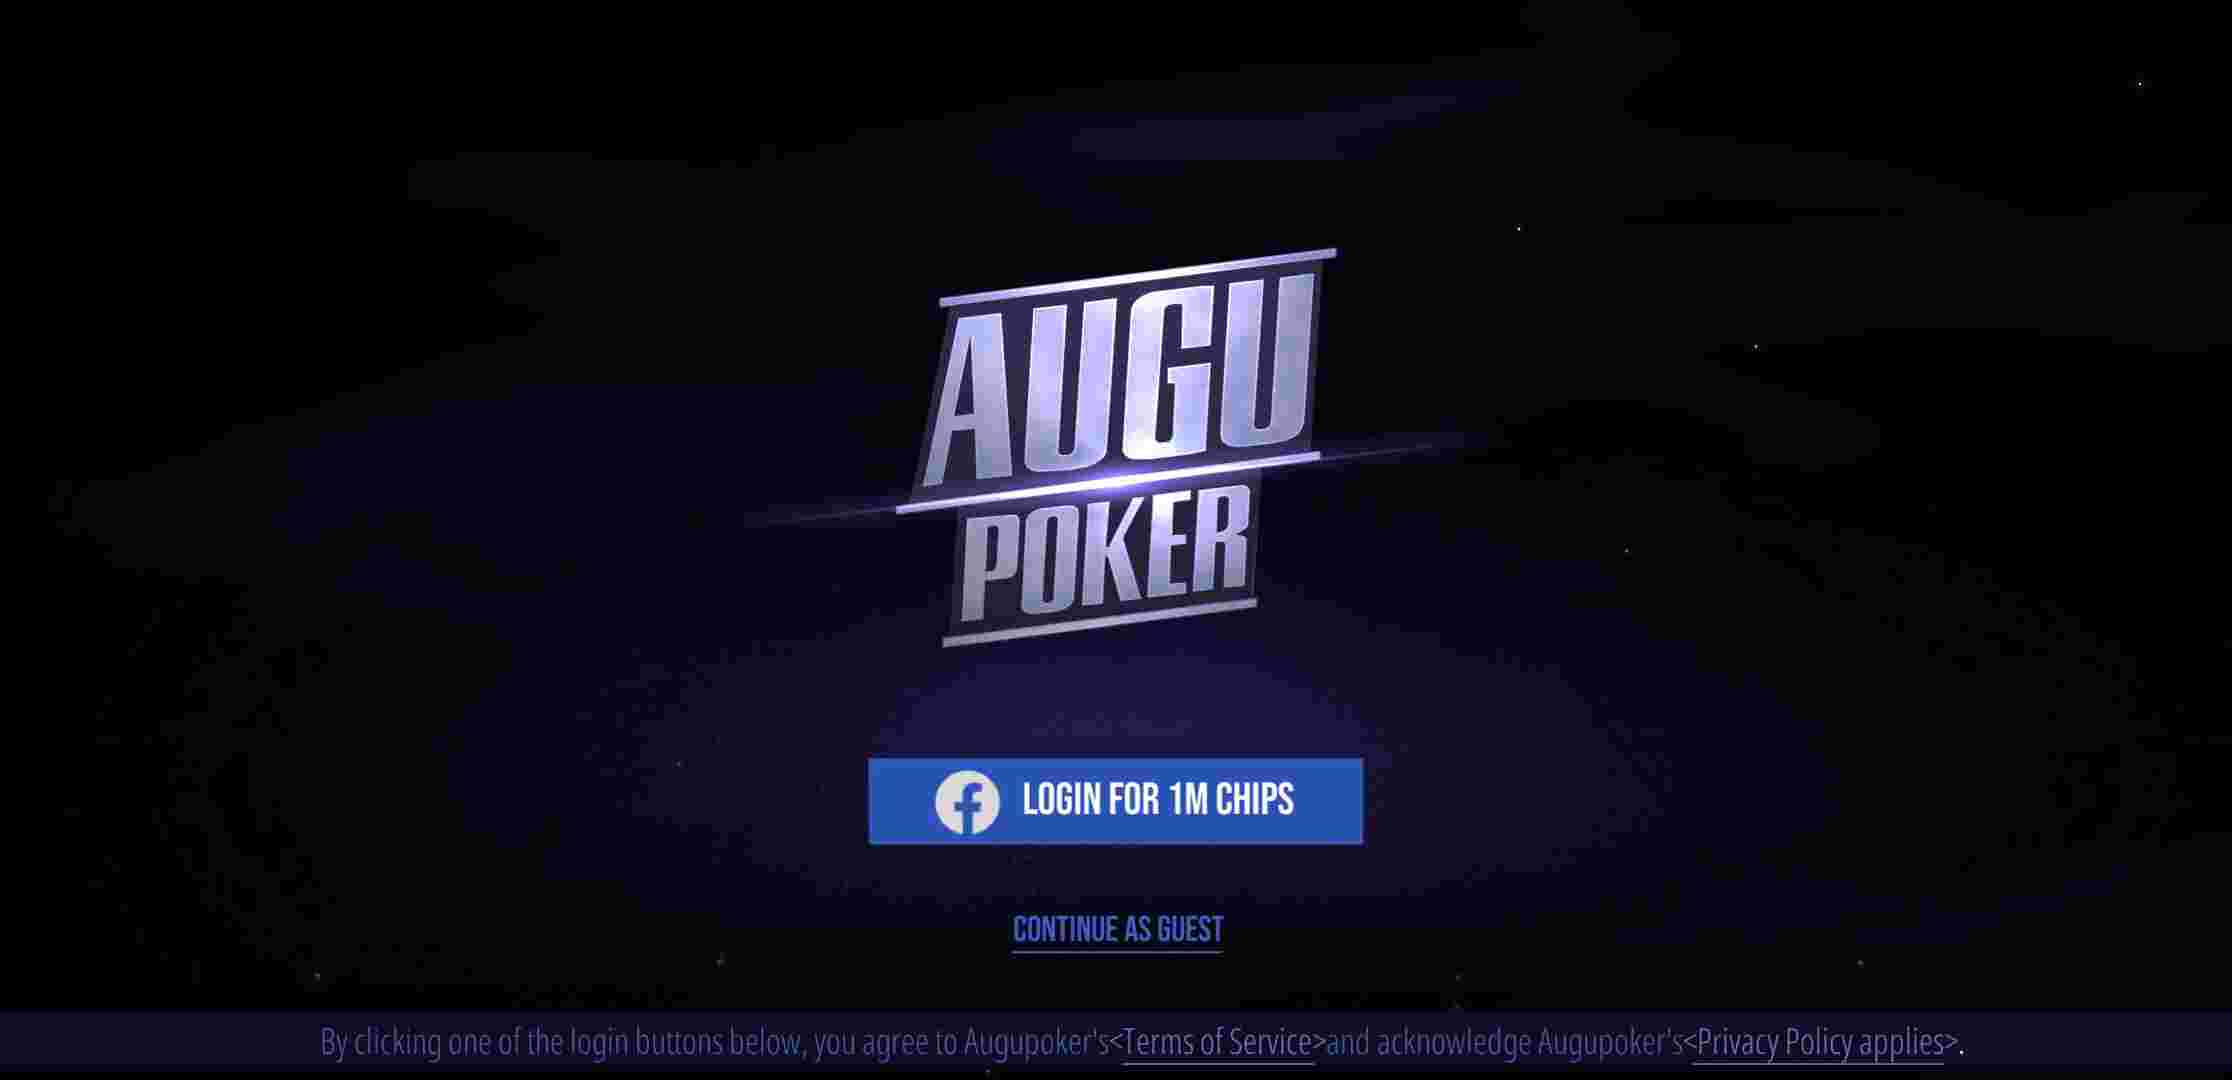 AUGU
POKER
LOGIN FOR 1M CHIPS
CONTINUE AS GUEST
By clicking one of the login buttons below, you agree to Augupoker's<Terms of Service>and acknowledge Augupoker's<Privacy Policy applies>.